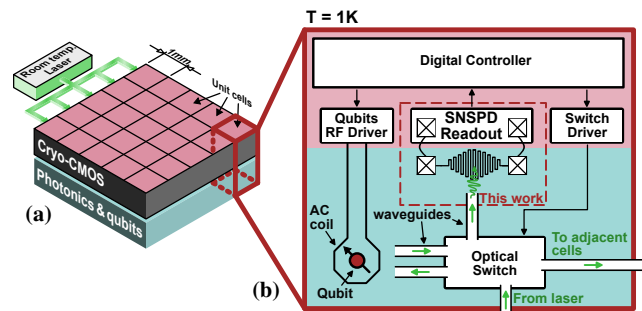 Room temp.
Laser
1mm
Unit cells
Cryo-CMOS
Photonics & qubits
(a)
T = 1K
Digital Controller
Qubits
RF Driver
SNSPD
Readout
Switch
Driver
This work
waveguides
AC
coil
Qubit
(b)
Optical
Switch
To adjacent
cells
From laser